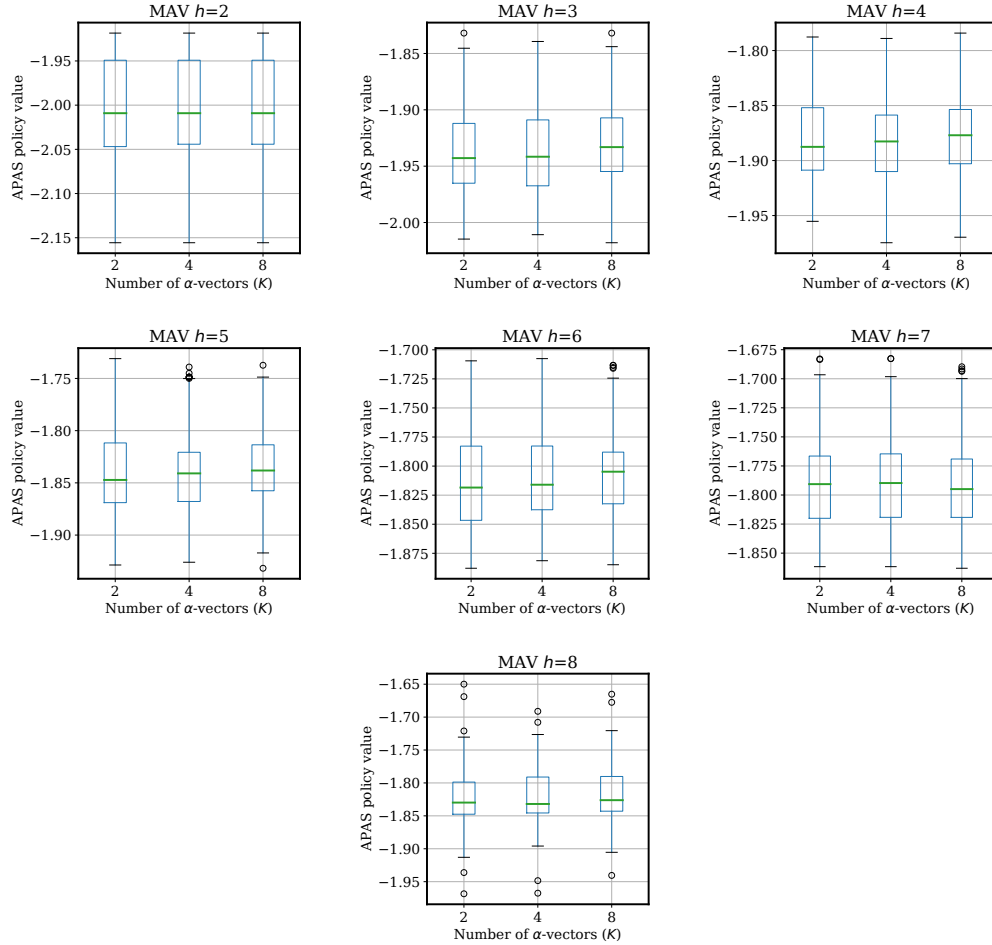 MAV h=2
APAS policy value
−1.95
−2.00
−2.05
−2.10
−2.15
2 4 8
Number of α-vectors (K)
MAV h=3
APAS policy value
−1.85
−1.90
−1.95
−2.00
2 4 8
Number of α-vectors (K)
MAV h=4
APAS policy value
−1.80
−1.85
−1.90
−1.95
2 4 8
Number of α-vectors (K)
MAV h=5
APAS policy value
−1.75
−1.80
−1.85
−1.90
2 4 8
Number of α-vectors (K)
MAV h=6
APAS policy value
−1.700
−1.725
−1.750
−1.775
−1.800
−1.825
−1.850
−1.875
2 4 8
Number of α-vectors (K)
MAV h=7
APAS policy value
−1.675
−1.700
−1.725
−1.750
−1.775
−1.800
−1.825
−1.850
2 4 8
Number of α-vectors (K)
MAV h=8
APAS policy value
−1.65
−1.70
−1.75
−1.80
−1.85
−1.90
−1.95
2 4 8
Number of α-vectors (K)